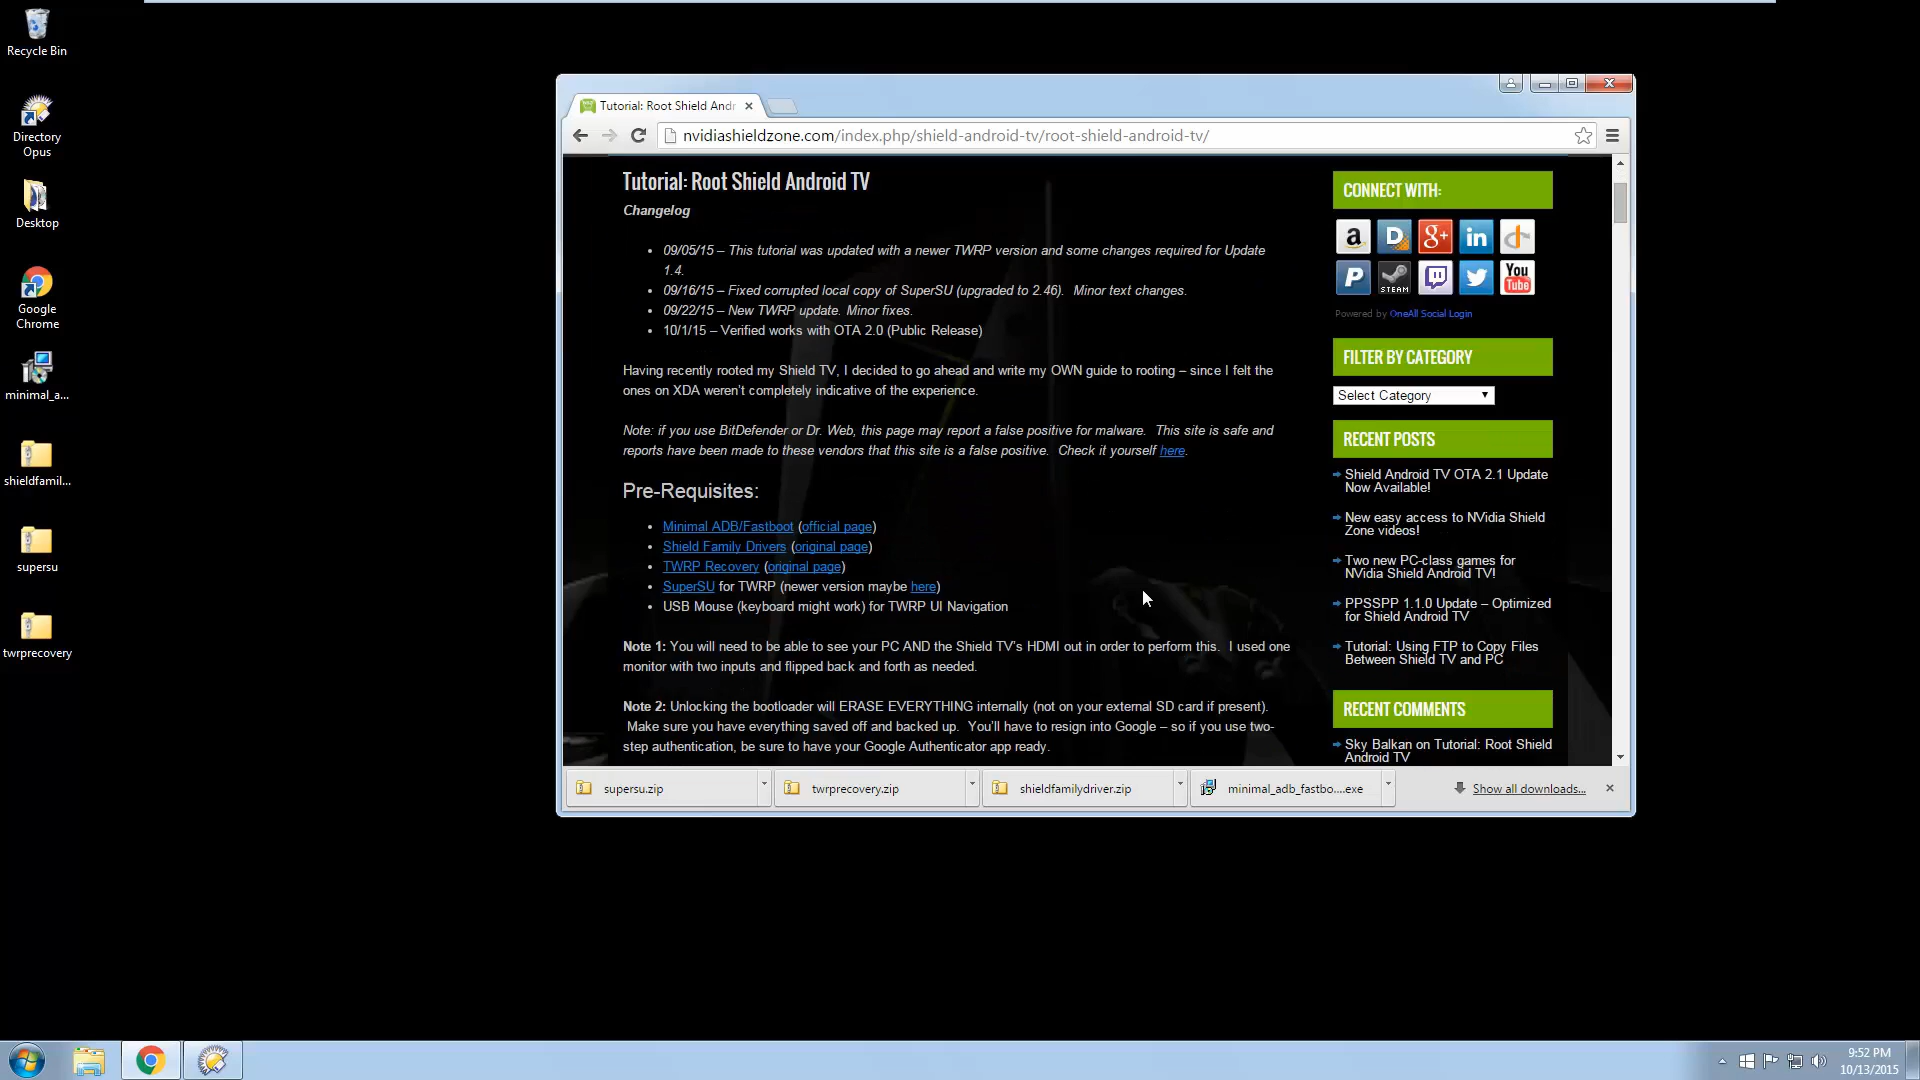 Recycle Bin
Directory
Opus
Desktop
Google
Chrome
minimal_a...
shieldfamil...
supersu
twrprecovery
Tutorial: Root Shield Andr
nvidiashieldzone.com/index.php/shield-android-tv/root-shield-android-tv/
Tutorial: Root Shield Android TV
Changelog
09/05/15 – This tutorial was updated with a newer TWRP version and some changes required for Update
1.4.
09/16/15 – Fixed corrupted local copy of SuperSU (upgraded to 2.46).  Minor text changes.
09/22/15 – New TWRP update. Minor fixes.
10/1/15 – Verified works with OTA 2.0 (Public Release)
Having recently rooted my Shield TV, I decided to go ahead and write my OWN guide to rooting – since I felt the
ones on XDA weren't completely indicative of the experience.
Note: if you use BitDefender or Dr. Web, this page may report a false positive for malware.  This site is safe and
reports have been made to these vendors that this site is a false positive.  Check it yourself here.
Pre-Requisites:
Minimal ADB/Fastboot (official page)
Shield Family Drivers (original page)
TWRP Recovery (original page)
SuperSU for TWRP (newer version maybe here)
USB Mouse (keyboard might work) for TWRP UI Navigation
Note 1: You will need to be able to see your PC AND the Shield TV's HDMI out in order to perform this.  I used one
monitor with two inputs and flipped back and forth as needed.
Note 2: Unlocking the bootloader will ERASE EVERYTHING internally (not on your external SD card if present).
Make sure you have everything saved off and backed up.  You'll have to resign into Google – so if you use two-
step authentication, be sure to have your Google Authenticator app ready.
CONNECT WITH:
a D g+ in
P STEAM You Tube
Powered by OneAll Social Login
FILTER BY CATEGORY
Select Category
RECENT POSTS
Shield Android TV OTA 2.1 Update
Now Available!
New easy access to NVidia Shield
Zone videos!
Two new PC-class games for
NVidia Shield Android TV!
PPSSPP 1.1.0 Update – Optimized
for Shield Android TV
Tutorial: Using FTP to Copy Files
Between Shield TV and PC
RECENT COMMENTS
Sky Balkan on Tutorial: Root Shield
Android TV
supersu.zip
twrprecovery.zip
shieldfamilydriver.zip
minimal_adb_fastbo....exe
Show all downloads...
9:52 PM
10/13/2015